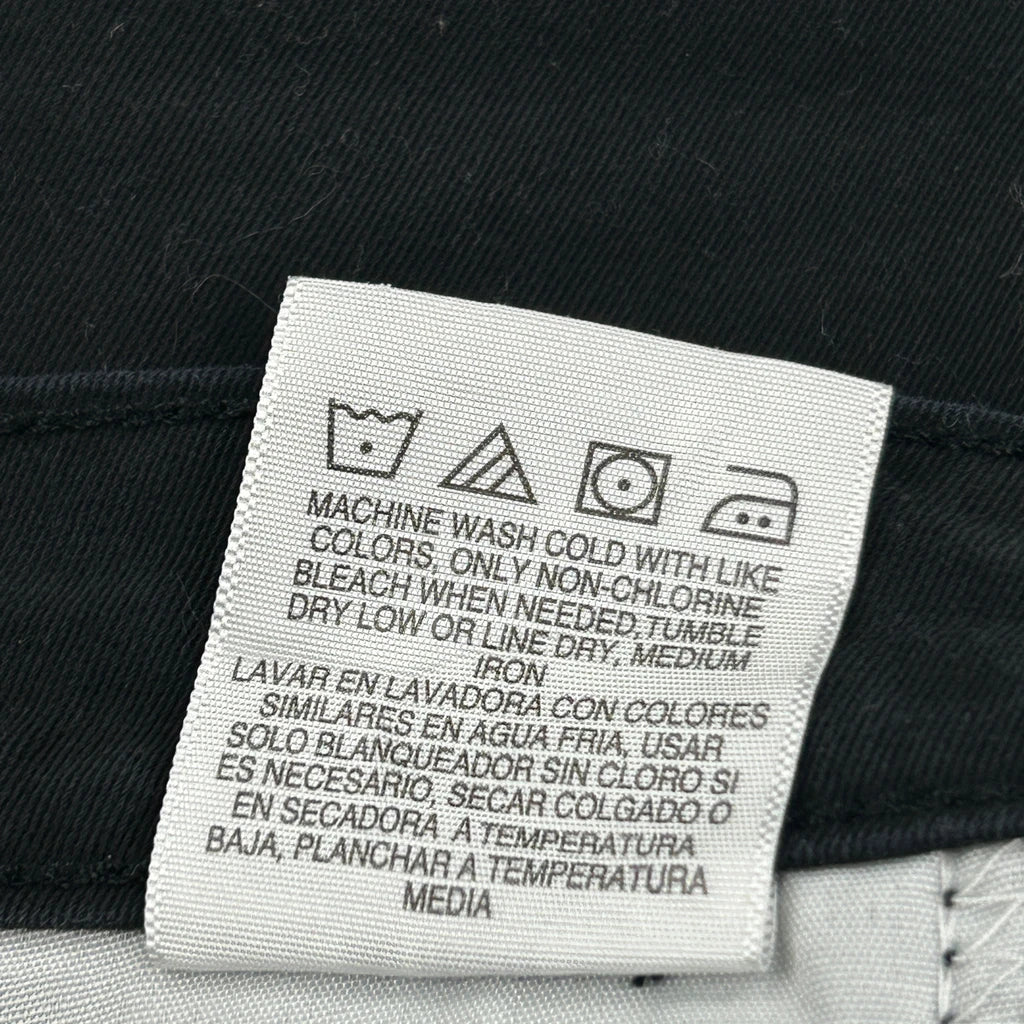 MACHINE WASH COLD WITH LIKE
COLORS, ONLY NON-CHLORINE
BLEACH WHEN NEEDED,TUMBLE
DRY LOW OR LINE DRY, MEDIUM
IRON
LAVAR EN LAVADORA CON COLORES
SIMILARES EN AGUA FRIA, USAR
SOLO BLANQUEADOR SIN CLORO SI
ES NECESARIO, SECAR COLGADO O
EN SECADORA A TEMPERATURA
BAJA, PLANCHAR A TEMPERATURA
MEDIA